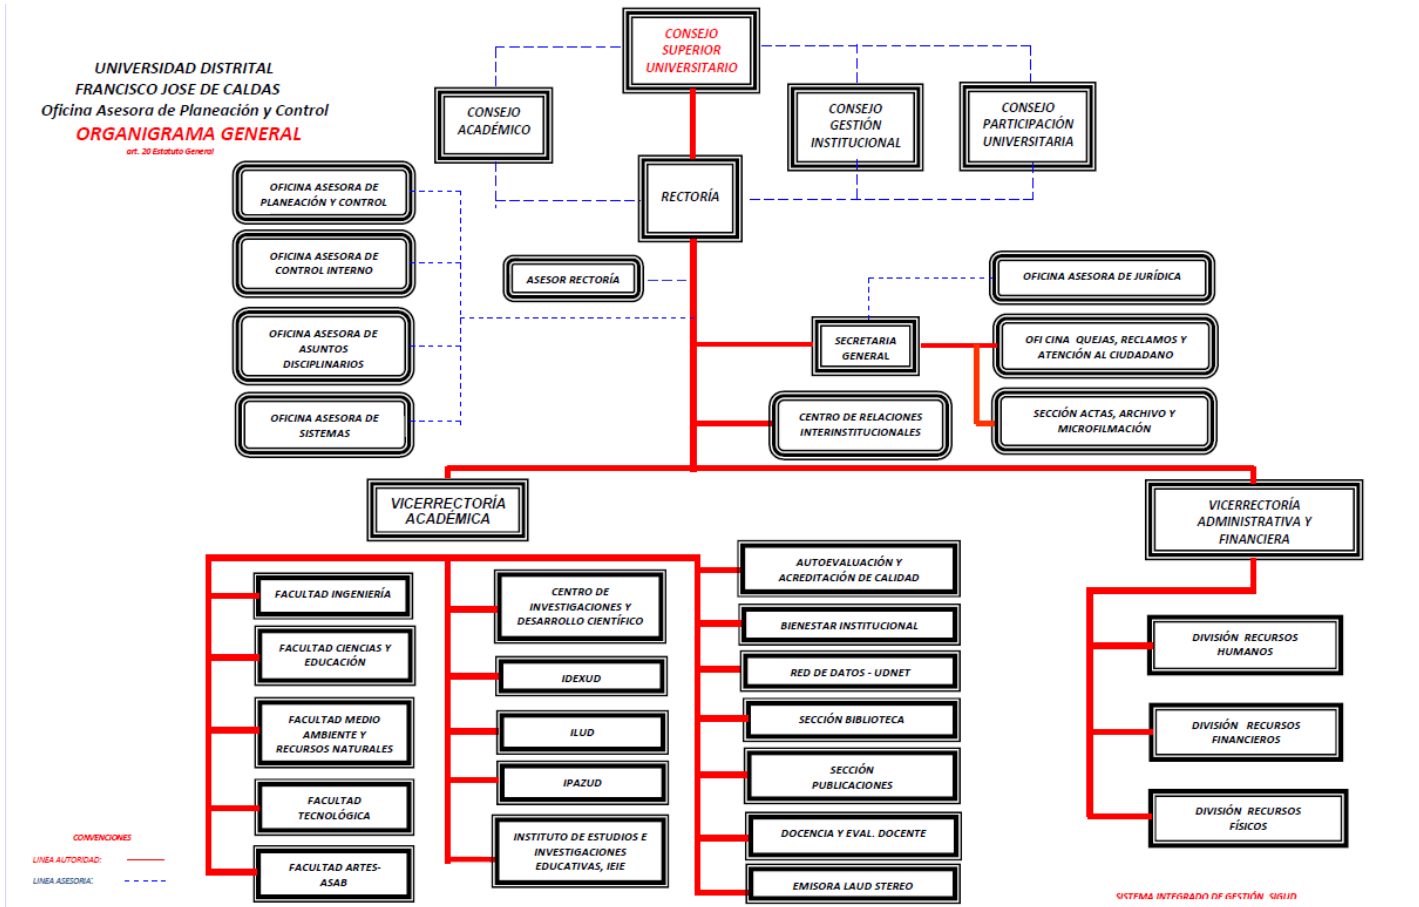 UNIVERSIDAD DISTRITAL
FRANCISCO JOSE DE CALDAS
Oficina Asesora de Planeación y Control
ORGANIGRAMA GENERAL
art. 20 Estatuto General
CONSEJO
SUPERIOR
UNIVERSITARIO
CONSEJO
ACADÉMICO
CONSEJO
GESTIÓN
INSTITUCIONAL
CONSEJO
PARTICIPACIÓN
UNIVERSITARIA
RECTORÍA
OFICINA ASESORA DE
PLANEACIÓN Y CONTROL
OFICINA ASESORA DE
CONTROL INTERNO
OFICINA ASESORA DE
ASUNTOS
DISCIPLINARIOS
OFICINA ASESORA DE
SISTEMAS
ASESOR RECTORÍA
OFICINA ASESORA DE JURÍDICA
SECRETARIA
GENERAL
OFI CINA QUEJAS, RECLAMOS Y
ATENCIÓN AL CIUDADANO
CENTRO DE RELACIONES
INTERINSTITUCIONALES
SECCIÓN ACTAS, ARCHIVO Y
MICROFILMACIÓN
VICERRECTORÍA
ACADÉMICA
VICERRECTORÍA
ADMINISTRATIVA Y
FINANCIERA
FACULTAD INGENIERÍA
FACULTAD CIENCIAS Y
EDUCACIÓN
FACULTAD MEDIO
AMBIENTE Y
RECURSOS NATURALES
FACULTAD
TECNOLÓGICA
FACULTAD ARTES-
ASAB
CENTRO DE
INVESTIGACIONES Y
DESARROLLO CIENTÍFICO
IDEXUD
ILUD
IPAZUD
INSTITUTO DE ESTUDIOS E
INVESTIGACIONES
EDUCATIVAS, IEIE
AUTOEVALUACIÓN Y
ACREDITACIÓN DE CALIDAD
BIENESTAR INSTITUCIONAL
RED DE DATOS - UDNET
SECCIÓN BIBLIOTECA
SECCIÓN
PUBLICACIONES
DOCENCIA Y EVAL. DOCENTE
EMISORA LAUD STEREO
DIVISIÓN RECURSOS
HUMANOS
DIVISIÓN RECURSOS
FINANCIEROS
DIVISIÓN RECURSOS
FÍSICOS
CONVENCIONES
LINEA AUTORIDAD:
LINEA ASESORIA:
SISTEMA INTEGRADO DE GESTIÓN SIGUD